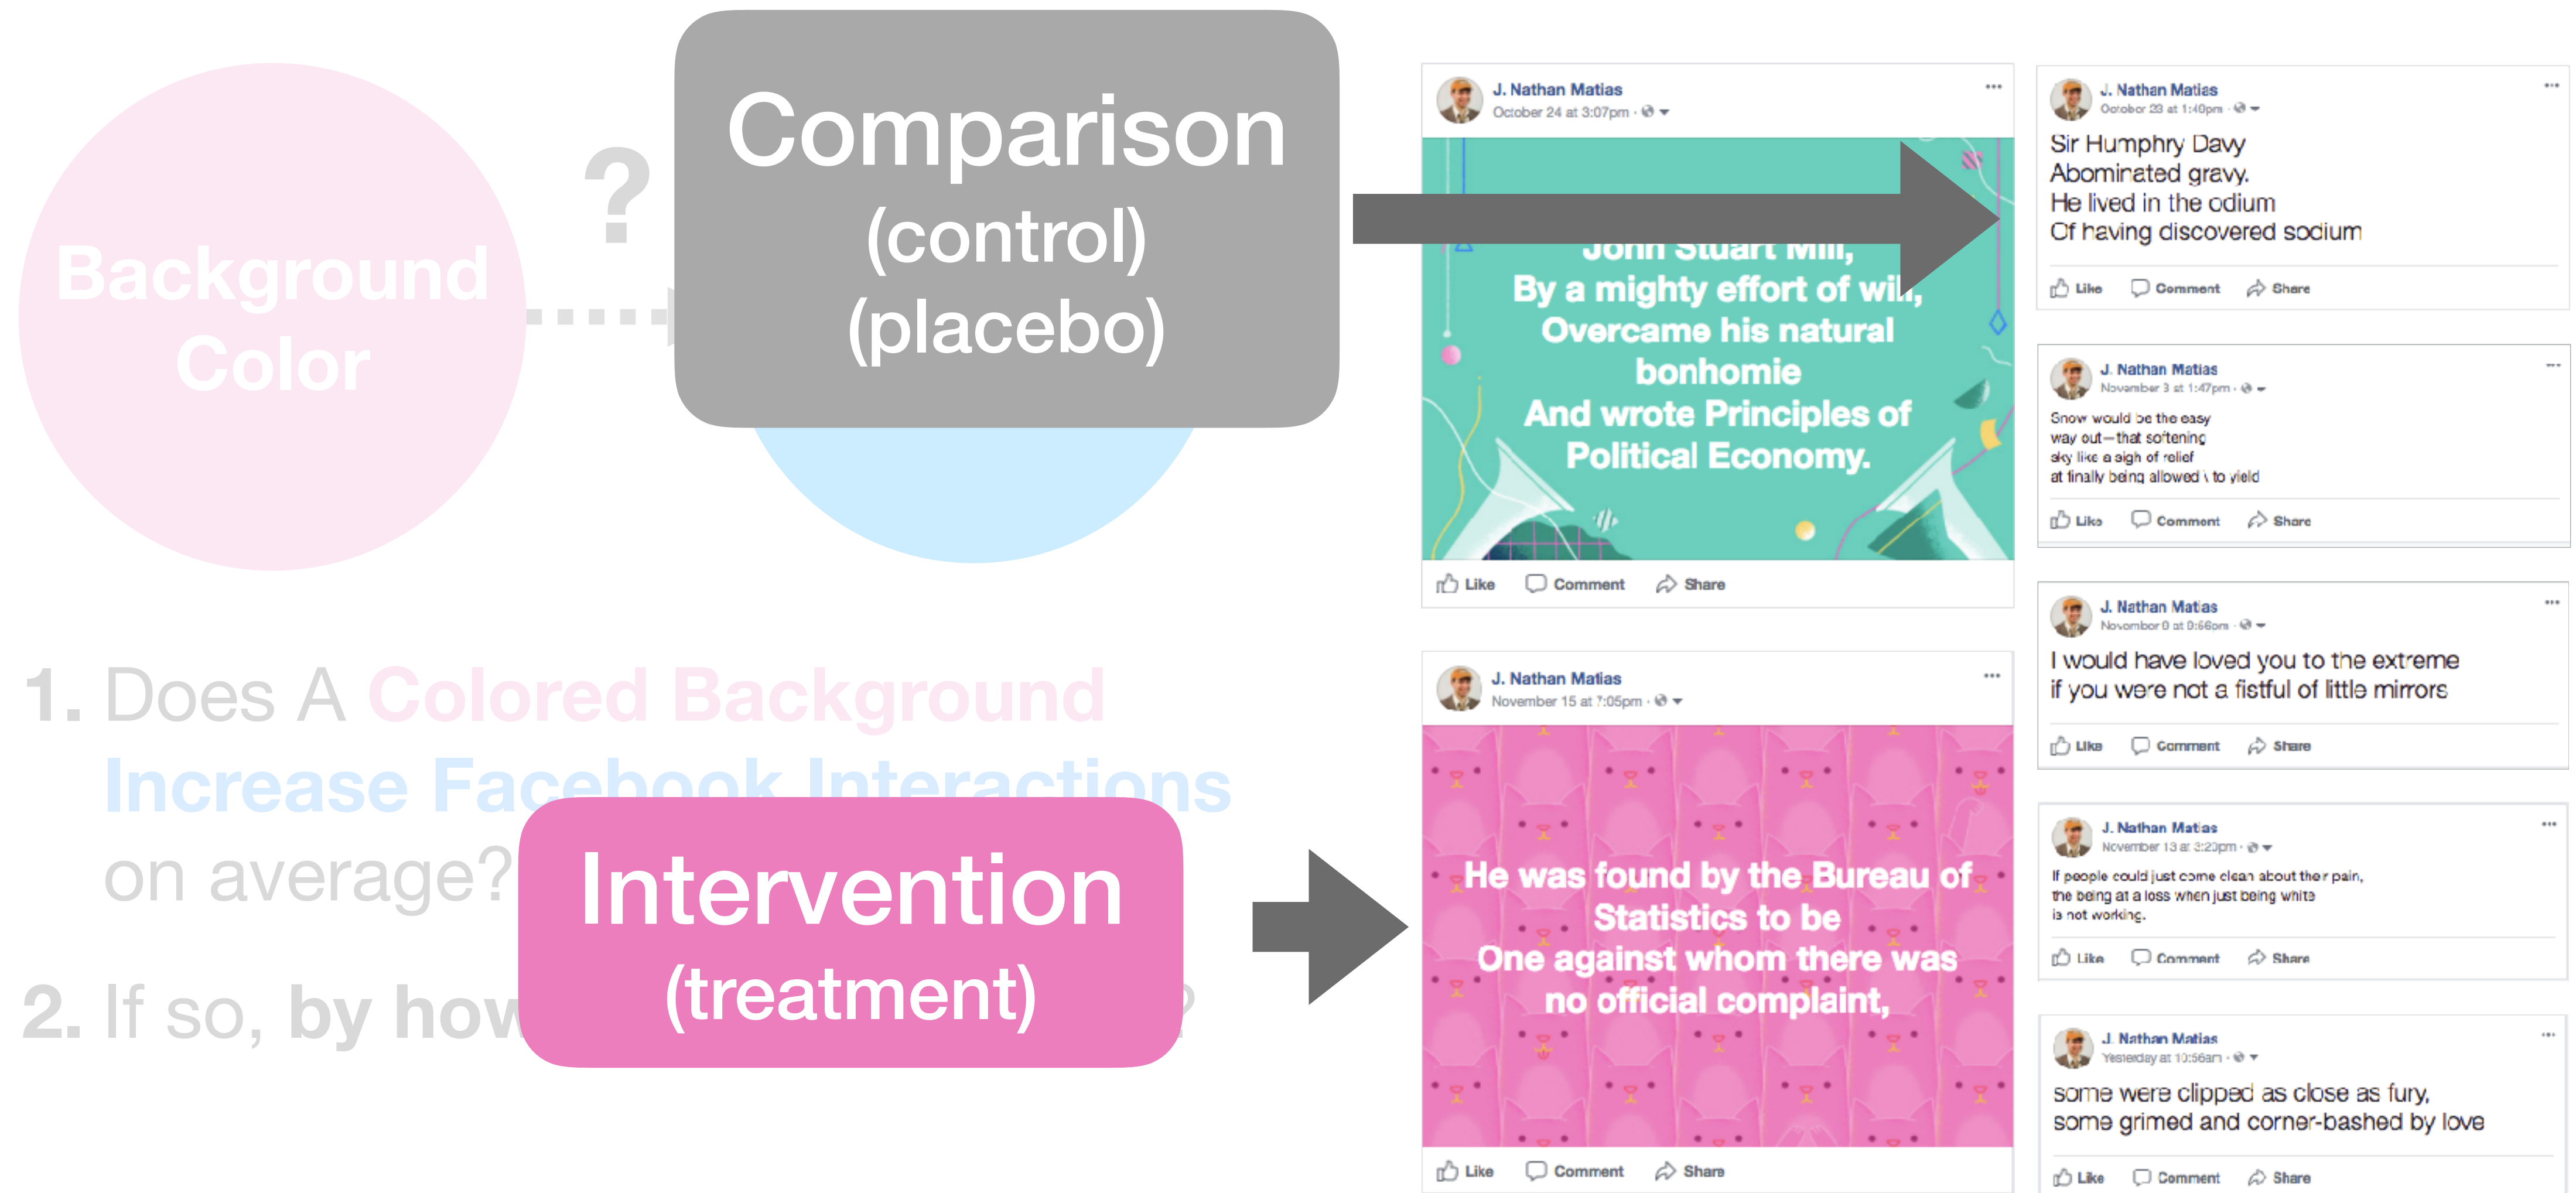 Background
Color
?
Comparison
(control)
(placebo)
1. Does A Colored Background
Increase Facebook Interactions
on average?
2. If so, by how ?
Intervention
(treatment)
J. Nathan Matias
October 24 at 3:07pm
John Stuart Mill,
By a mighty effort of will,
Overcame his natural
bonhomie
And wrote Principles of
Political Economy.
Like Comment Share
J. Nathan Matias
November 15 at 7:05pm
He was found by the Bureau of
Statistics to be
One against whom there was
no official complaint,
Like Comment Share
J. Nathan Matias
October 23 at 1:40pm
Sir Humphry Davy
Abominated gravy.
He lived in the odium
Of having discovered sodium
Like Comment Share
J. Nathan Matias
November 3 at 1:47pm
Snow would be the easy
way out—that softening
sky like a sigh of relief
at finally being allowed \ to yield
Like Comment Share
J. Nathan Matias
November
I would have loved you to the extreme
if you were not a fistful of little mirrors
Like Comment Share
J. Nathan Matias
November 13 at 3:20pm
If people could just come clean about their pain,
the being at a loss when just being white
is not working.
Like Comment Share
J. Nathan Matias
Yesterday at 10:56am
some were clipped as close as fury,
some grimed and corner-bashed by love
Like Comment Share